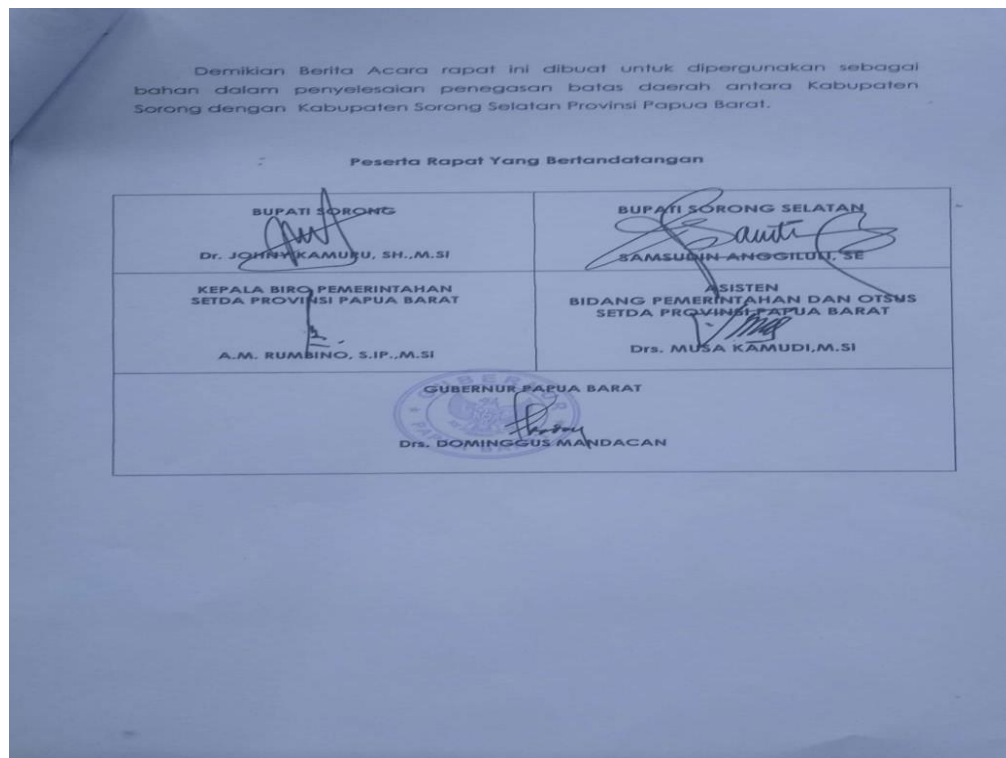 Demikian Berita Acara rapat ini dibuat untuk dipergunakan sebagai
bahan dalam penyelesaian penegasan batas daerah antara Kabupaten
Sorong dengan Kabupaten Sorong Selatan Provinsi Papua Barat.
Peserta Rapat Yang Bertandatangan
BUPATI SORONG
Dr. JOHNY KAMURU, SH.,M.SI
BUPATI SORONG SELATAN
SAMSUDIN ANGGILULI, SE
KEPALA BIRO PEMERINTAHAN
SETDA PROVINSI PAPUA BARAT
A.M. RUMBINO, S.IP.,M.SI
ASISTEN
BIDANG PEMERINTAHAN DAN OTSUS
SETDA PROVINSI PAPUA BARAT
Drs. MUSA KAMUDI,M.SI
GUBERNUR PAPUA BARAT
Drs. DOMINGGUS MANDACAN
GUBERNUR
PAPUA BARAT